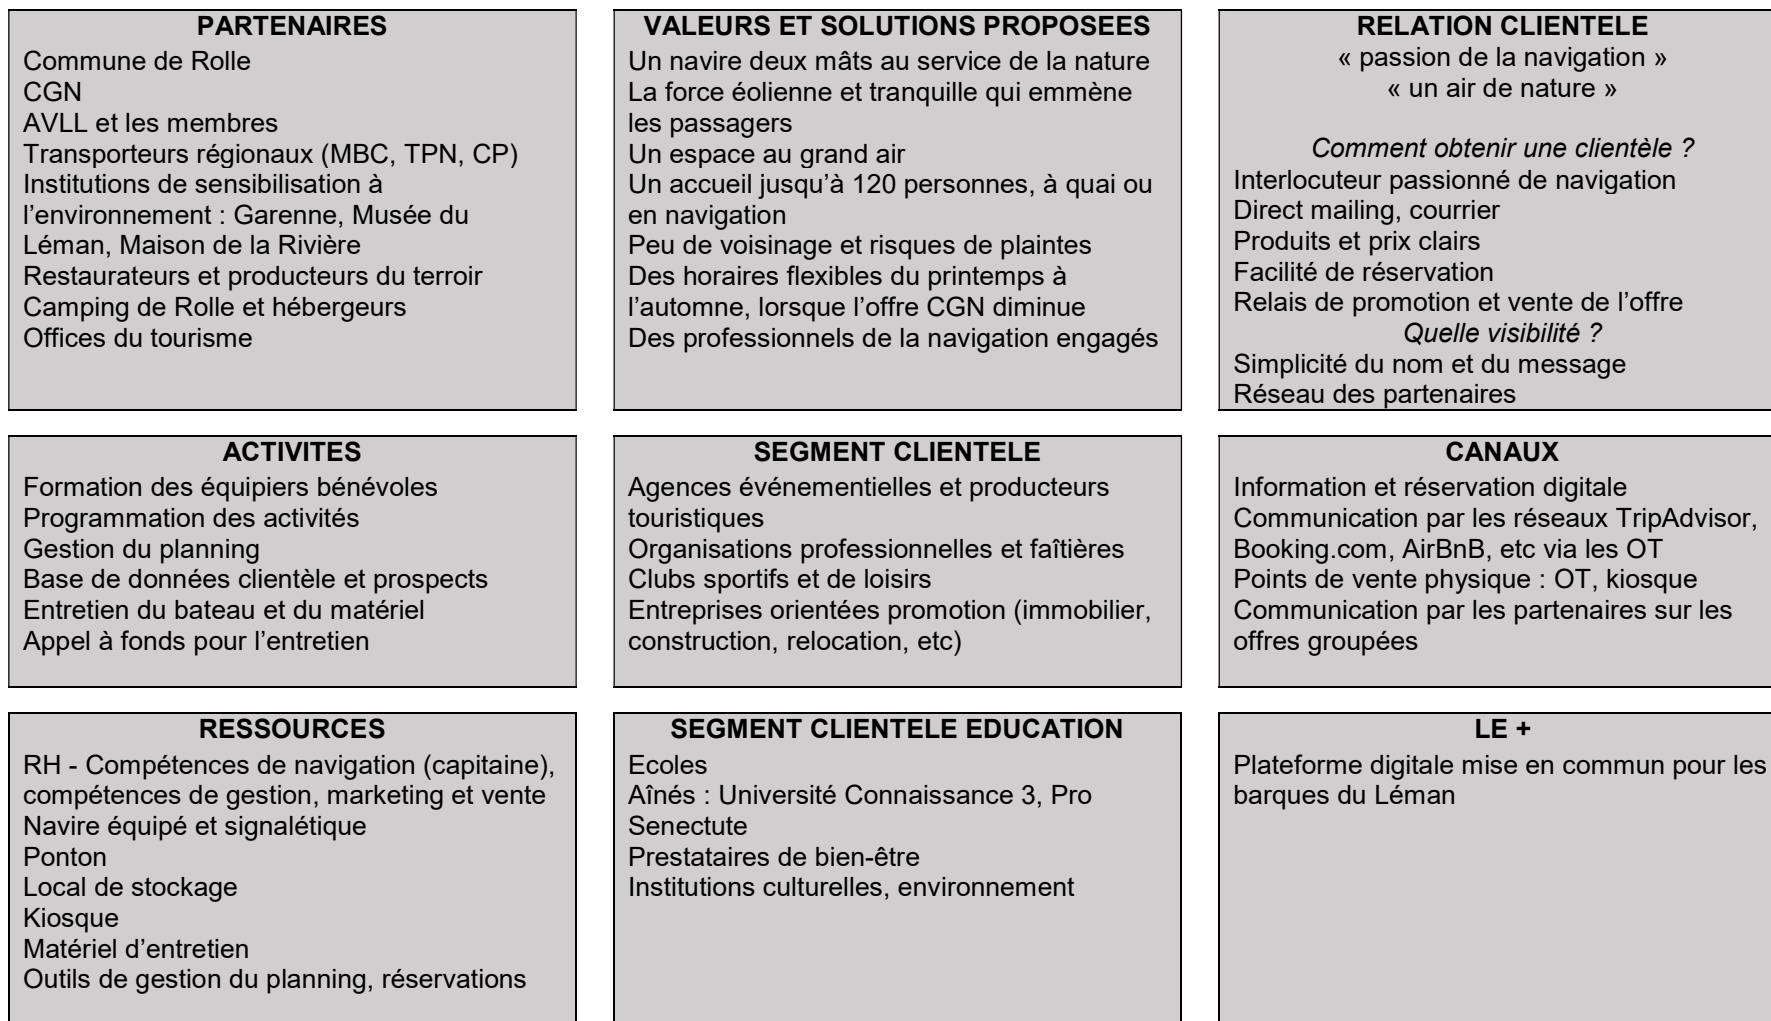 PARTENAIRES
Commune de Rolle
CGN
AVLL et les membres
Transporteurs régionaux (MBC, TPN, CP)
Institutions de sensibilisation à
l’environnement : Garenne, Musée du
Léman, Maison de la Rivière
Restaurateurs et producteurs du terroir
Camping de Rolle et hébergeurs
Offices du tourisme
VALEURS ET SOLUTIONS PROPOSEES
Un navire deux mâts au service de la nature
La force éolienne et tranquille qui emmène
les passagers
Un espace au grand air
Un accueil jusqu’à 120 personnes, à quai ou
en navigation
Peu de voisinage et risques de plaintes
Des horaires flexibles du printemps à
l’automne, lorsque l’offre CGN diminue
Des professionnels de la navigation engagés
RELATION CLIENTELE
« passion de la navigation »
« un air de nature »
Comment obtenir une clientèle ?
Interlocuteur passionné de navigation
Direct mailing, courrier
Produits et prix clairs
Facilité de réservation
Relais de promotion et vente de l’offre
Quelle visibilité ?
Simplicité du nom et du message
Réseau des partenaires
ACTIVITES
Formation des équipiers bénévoles
Programmation des activités
Gestion du planning
Base de données clientèle et prospects
Entretien du bateau et du matériel
Appel à fonds pour l’entretien
SEGMENT CLIENTELE
Agences événementielles et producteurs
touristiques
Organisations professionnelles et faîtières
Clubs sportifs et de loisirs
Entreprises orientées promotion (immobilier,
construction, relocation, etc)
CANAUX
Information et réservation digitale
Communication par les réseaux TripAdvisor,
Booking.com, AirBnB, etc via les OT
Points de vente physique : OT, kiosque
Communication par les partenaires sur les
offres groupées
RESSOURCES
RH - Compétences de navigation (capitaine),
compétences de gestion, marketing et vente
Navire équipé et signalétique
Ponton
Local de stockage
Kiosque
Matériel d’entretien
Outils de gestion du planning, réservations
SEGMENT CLIENTELE EDUCATION
Ecoles
Aînés : Université Connaissance 3, Pro
Senectute
Prestataires de bien-être
Institutions culturelles, environnement
LE +
Plateforme digitale mise en commun pour les
barques du Léman